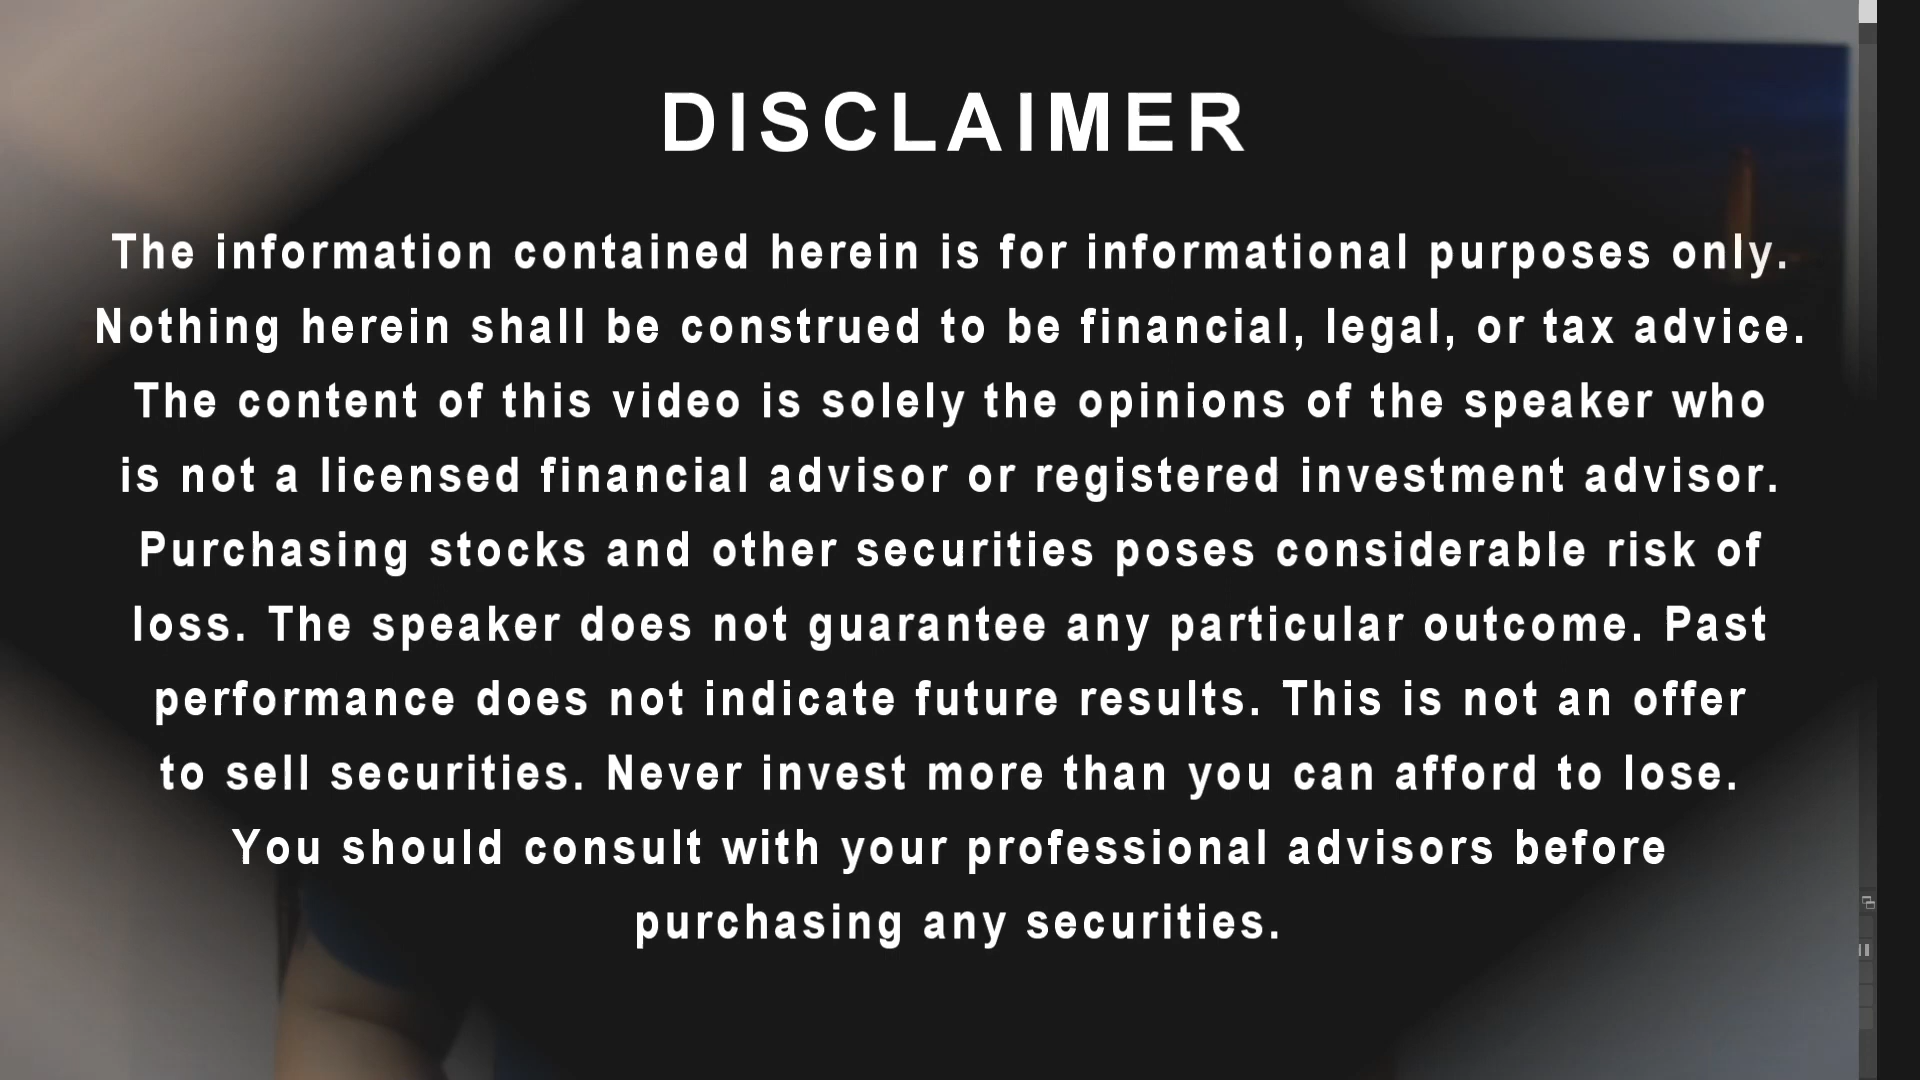 DISCLAIMER
The information contained herein is for informational purposes only.
Nothing herein shall be construed to be financial, legal, or tax advice.
The content of this video is solely the opinions of the speaker who
is not a licensed financial advisor or registered investment advisor.
Purchasing stocks and other securities poses considerable risk of
loss. The speaker does not guarantee any particular outcome. Past
performance does not indicate future results. This is not an offer
to sell securities. Never invest more than you can afford to lose.
You should consult with your professional advisors before
purchasing any securities.